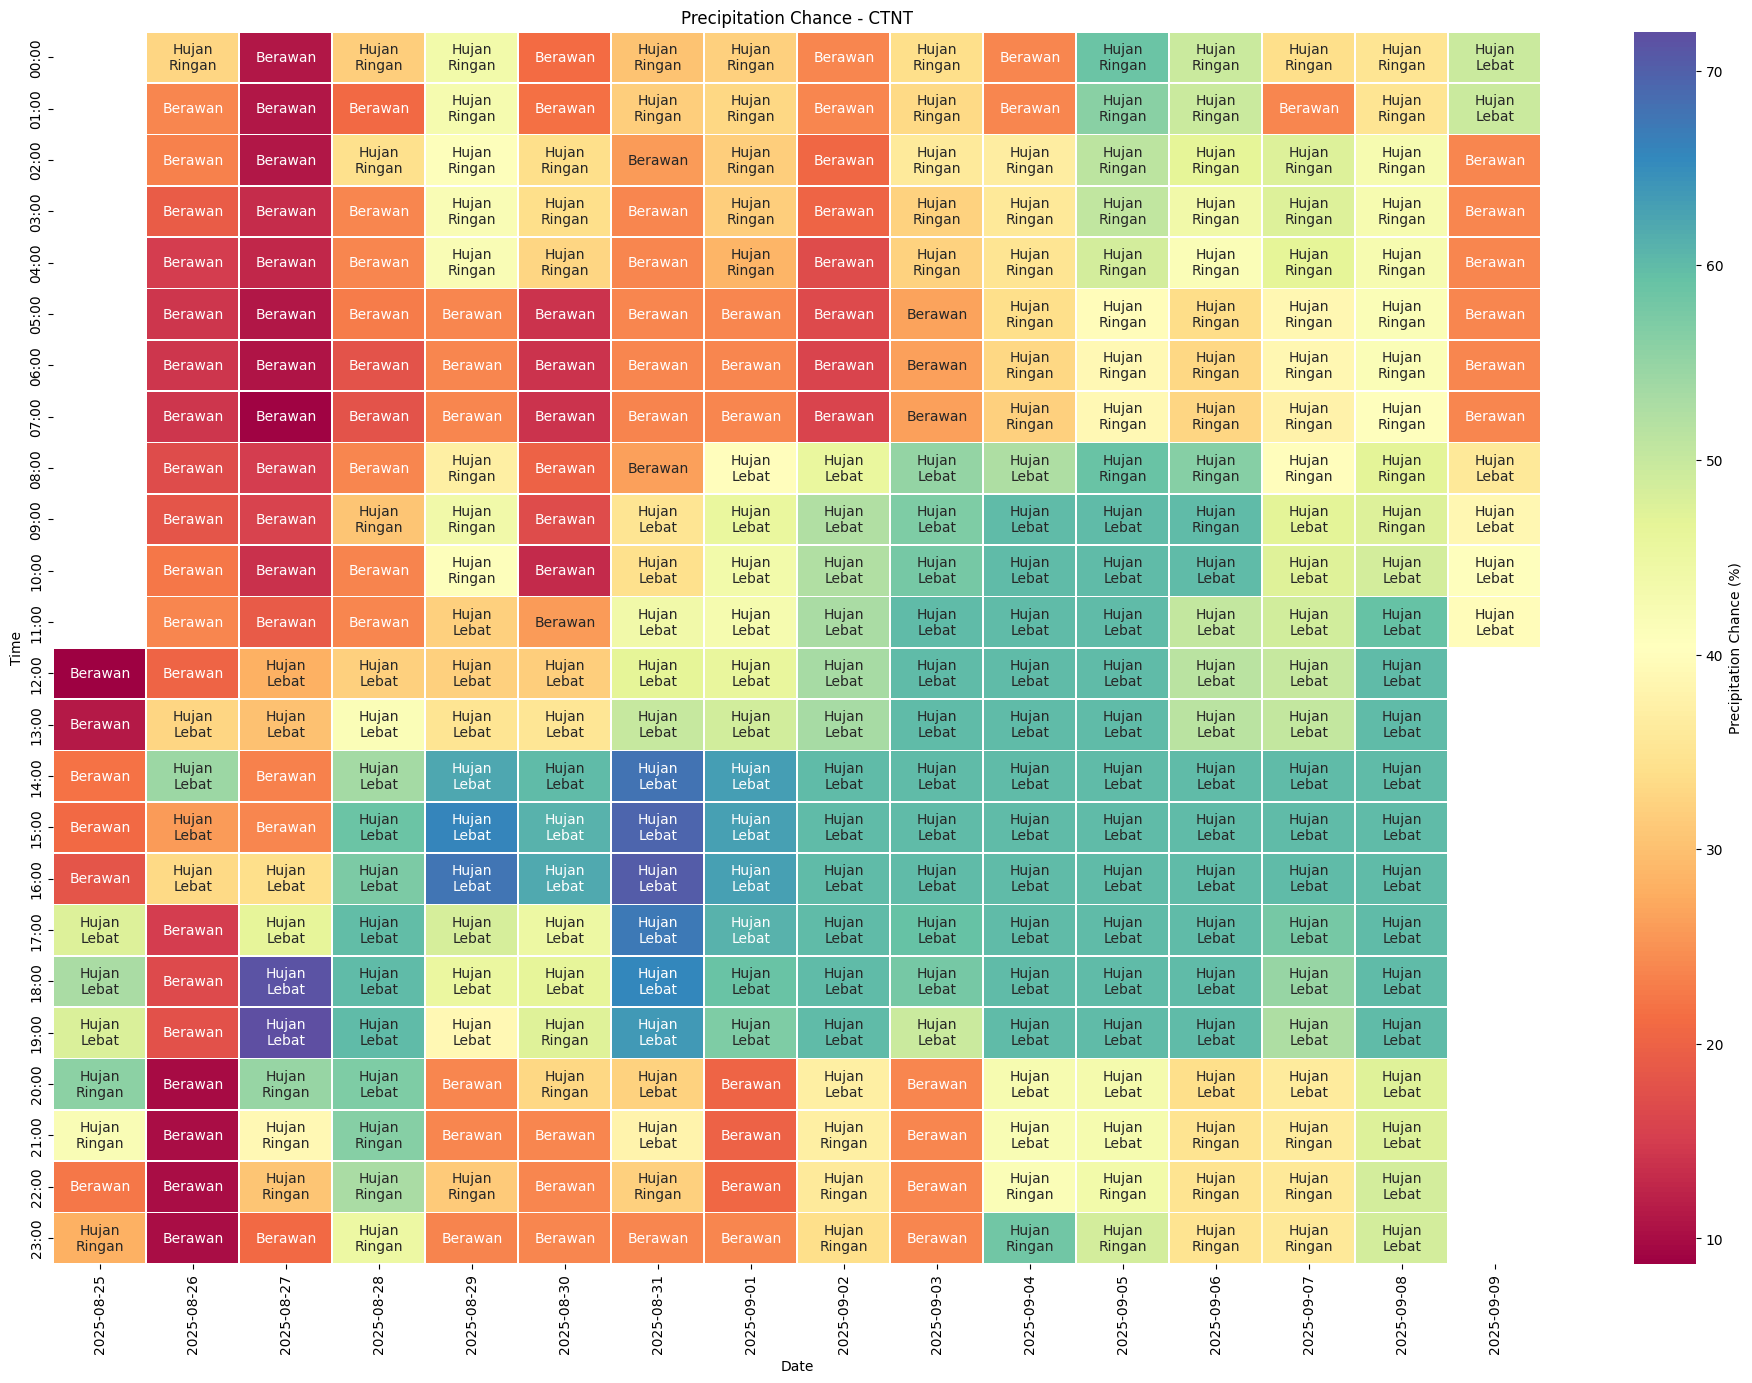 Precipitation Chance - CTNT
00:00 Hujan Ringan Berawan Hujan Ringan Hujan Ringan Berawan Hujan Ringan Hujan Ringan Berawan Hujan Ringan Berawan Hujan Ringan Hujan Ringan Hujan Ringan Hujan Ringan Hujan Lebat
01:00 Berawan Berawan Berawan Hujan Ringan Berawan Hujan Ringan Hujan Ringan Berawan Hujan Ringan Berawan Hujan Ringan Hujan Ringan Berawan Hujan Ringan Hujan Lebat
02:00 Berawan Berawan Hujan Ringan Hujan Ringan Hujan Ringan Berawan Hujan Ringan Berawan Hujan Ringan Hujan Ringan Hujan Ringan Hujan Ringan Hujan Ringan Hujan Ringan Berawan
03:00 Berawan Berawan Berawan Hujan Ringan Hujan Ringan Berawan Hujan Ringan Berawan Hujan Ringan Hujan Ringan Hujan Ringan Hujan Ringan Hujan Ringan Hujan Ringan Berawan
04:00 Berawan Berawan Berawan Hujan Ringan Hujan Ringan Berawan Hujan Ringan Berawan Hujan Ringan Hujan Ringan Hujan Ringan Hujan Ringan Hujan Ringan Hujan Ringan Berawan
05:00 Berawan Berawan Berawan Berawan Berawan Berawan Berawan Berawan Berawan Hujan Ringan Hujan Ringan Hujan Ringan Hujan Ringan Hujan Ringan Berawan
06:00 Berawan Berawan Berawan Berawan Berawan Berawan Berawan Berawan Berawan Hujan Ringan Hujan Ringan Hujan Ringan Hujan Ringan Hujan Ringan Berawan
07:00 Berawan Berawan Berawan Berawan Berawan Berawan Berawan Berawan Berawan Hujan Ringan Hujan Ringan Hujan Ringan Hujan Ringan Hujan Ringan Berawan
08:00 Berawan Berawan Berawan Hujan Ringan Berawan Berawan Hujan Lebat Hujan Lebat Hujan Lebat Hujan Lebat Hujan Ringan Hujan Ringan Hujan Ringan Hujan Ringan Hujan Lebat
09:00 Berawan Berawan Hujan Ringan Hujan Ringan Berawan Hujan Lebat Hujan Lebat Hujan Lebat Hujan Lebat Hujan Lebat Hujan Lebat Hujan Ringan Hujan Lebat Hujan Ringan Hujan Lebat
10:00 Berawan Berawan Berawan Hujan Ringan Berawan Hujan Lebat Hujan Lebat Hujan Lebat Hujan Lebat Hujan Lebat Hujan Lebat Hujan Lebat Hujan Lebat Hujan Lebat Hujan Lebat
11:00 Berawan Berawan Berawan Hujan Lebat Berawan Hujan Lebat Hujan Lebat Hujan Lebat Hujan Lebat Hujan Lebat Hujan Lebat Hujan Lebat Hujan Lebat Hujan Lebat Hujan Lebat
12:00 Berawan Berawan Hujan Lebat Hujan Lebat Hujan Lebat Hujan Lebat Hujan Lebat Hujan Lebat Hujan Lebat Hujan Lebat Hujan Lebat Hujan Lebat Hujan Lebat Hujan Lebat Hujan Lebat
13:00 Berawan Hujan Lebat Hujan Lebat Hujan Lebat Hujan Lebat Hujan Lebat Hujan Lebat Hujan Lebat Hujan Lebat Hujan Lebat Hujan Lebat Hujan Lebat Hujan Lebat Hujan Lebat Hujan Lebat
14:00 Berawan Hujan Lebat Berawan Hujan Lebat Hujan Lebat Hujan Lebat Hujan Lebat Hujan Lebat Hujan Lebat Hujan Lebat Hujan Lebat Hujan Lebat Hujan Lebat Hujan Lebat Hujan Lebat
15:00 Berawan Hujan Lebat Berawan Hujan Lebat Hujan Lebat Hujan Lebat Hujan Lebat Hujan Lebat Hujan Lebat Hujan Lebat Hujan Lebat Hujan Lebat Hujan Lebat Hujan Lebat Hujan Lebat
16:00 Berawan Hujan Lebat Hujan Lebat Hujan Lebat Hujan Lebat Hujan Lebat Hujan Lebat Hujan Lebat Hujan Lebat Hujan Lebat Hujan Lebat Hujan Lebat Hujan Lebat Hujan Lebat Hujan Lebat
17:00 Hujan Lebat Berawan Hujan Lebat Hujan Lebat Hujan Lebat Hujan Lebat Hujan Lebat Hujan Lebat Hujan Lebat Hujan Lebat Hujan Lebat Hujan Lebat Hujan Lebat Hujan Lebat Hujan Lebat
18:00 Hujan Lebat Berawan Hujan Lebat Hujan Lebat Hujan Lebat Hujan Lebat Hujan Lebat Hujan Lebat Hujan Lebat Hujan Lebat Hujan Lebat Hujan Lebat Hujan Lebat Hujan Lebat Hujan Lebat
19:00 Hujan Lebat Berawan Hujan Lebat Hujan Lebat Hujan Lebat Hujan Ringan Hujan Lebat Hujan Lebat Hujan Lebat Hujan Lebat Hujan Lebat Hujan Lebat Hujan Lebat Hujan Lebat Hujan Lebat
20:00 Hujan Ringan Berawan Hujan Ringan Hujan Lebat Berawan Hujan Ringan Hujan Lebat Berawan Hujan Lebat Berawan Hujan Lebat Hujan Lebat Hujan Lebat Hujan Lebat Hujan Lebat
21:00 Hujan Ringan Berawan Hujan Ringan Hujan Ringan Berawan Berawan Hujan Lebat Berawan Hujan Ringan Berawan Hujan Lebat Hujan Lebat Hujan Ringan Hujan Ringan Hujan Lebat
22:00 Berawan Berawan Hujan Ringan Hujan Ringan Hujan Ringan Berawan Hujan Ringan Berawan Hujan Ringan Berawan Hujan Ringan Hujan Ringan Hujan Ringan Hujan Ringan Hujan Lebat
23:00 Hujan Ringan Berawan Berawan Hujan Ringan Berawan Berawan Berawan Berawan Hujan Ringan Berawan Hujan Ringan Hujan Ringan Hujan Ringan Hujan Ringan Hujan Lebat
Time
2025-08-25 2025-08-26 2025-08-27 2025-08-28 2025-08-29 2025-08-30 2025-08-31 2025-09-01 2025-09-02 2025-09-03 2025-09-04 2025-09-05 2025-09-06 2025-09-07 2025-09-08 2025-09-09
Date
70
60
50
40
30
20
10
Precipitation Chance (%)